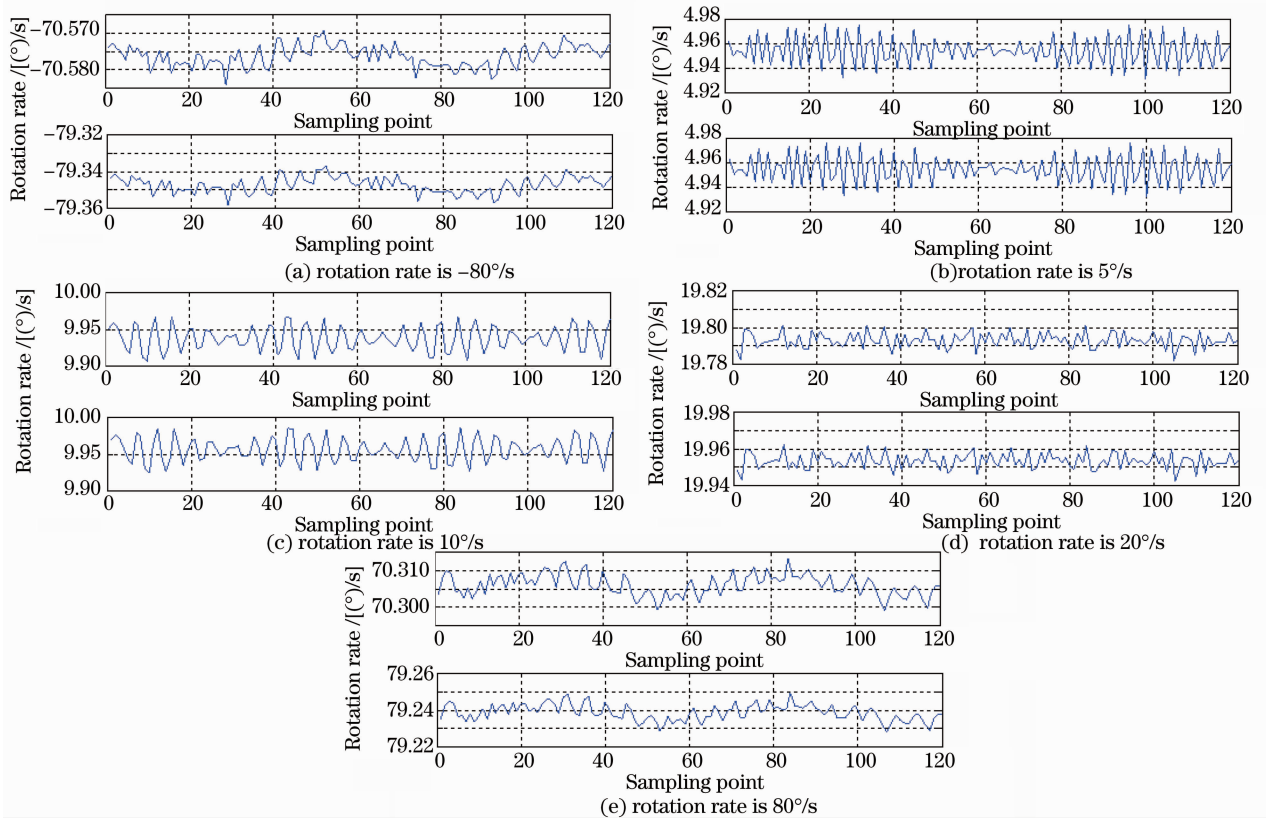 Rotation rate /[(°)/s]
−70.570
−70.580
0 20 40 60 80 100 120
Sampling point
−79.32
−79.34
−79.36
0 20 40 60 80 100 120
Sampling point
(a) rotation rate is −80°/s
Rotation rate /[(°)/s]
4.98
4.96
4.94
4.92
0 20 40 60 80 100 120
Sampling point
4.98
4.96
4.94
4.92
0 20 40 60 80 100 120
Sampling point
(b)rotation rate is 5°/s
Rotation rate /[(°)/s]
10.00
9.95
9.90
0 20 40 60 80 100 120
Sampling point
10.00
9.95
9.90
0 20 40 60 80 100 120
Sampling point
(c) rotation rate is 10°/s
Rotation rate /[(°)/s]
19.82
19.80
19.78
0 20 40 60 80 100 120
Sampling point
19.98
19.96
19.94
0 20 40 60 80 100 120
Sampling point
(d) rotation rate is 20°/s
Rotation rate /[(°)/s]
70.310
70.300
0 20 40 60 80 100 120
Sampling point
79.26
79.24
79.22
0 20 40 60 80 100 120
Sampling point
(e) rotation rate is 80°/s